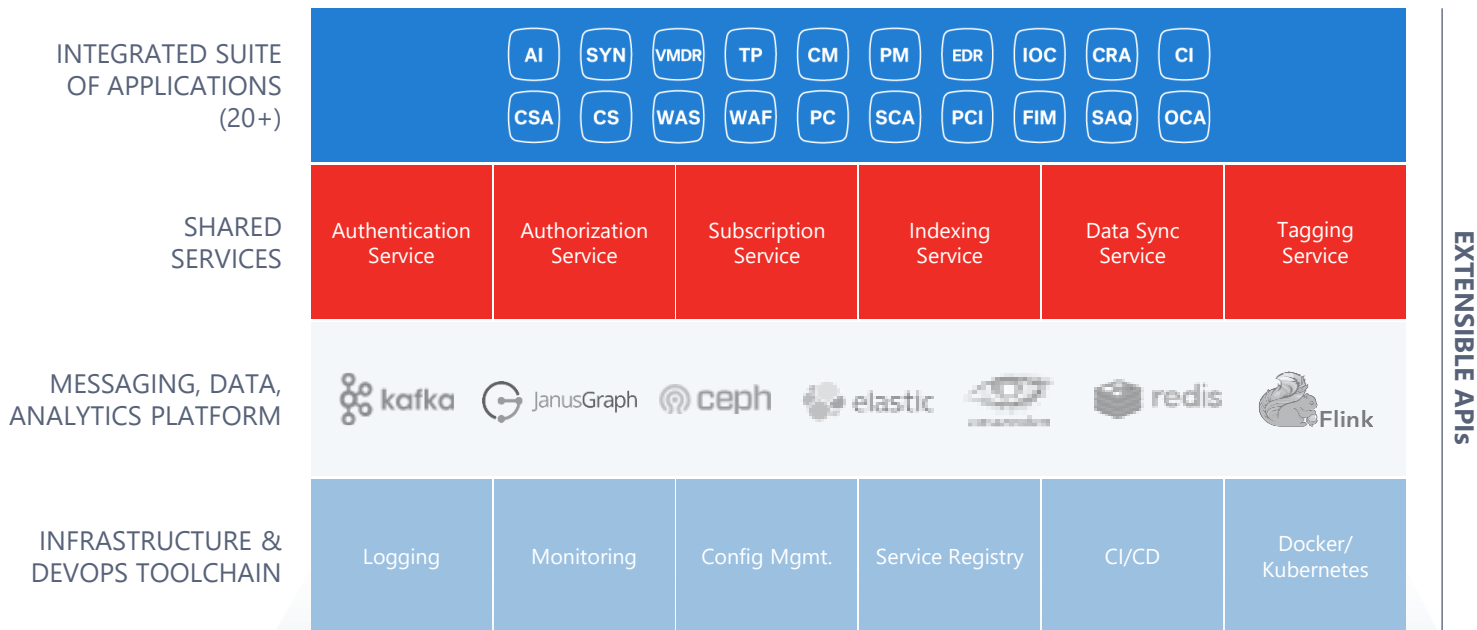 INTEGRATED SUITE
OF APPLICATIONS
(20+)
AI SYN VMDR TP CM PM EDR IOC CRA CI
CSA CS WAS WAF PC SCA PCI FIM SAQ OCA
SHARED
SERVICES
Authentication
Service
Authorization
Service
Subscription
Service
Indexing
Service
Data Sync
Service
Tagging
Service
MESSAGING, DATA,
ANALYTICS PLATFORM
kafka
JanusGraph
ceph
elastic
redis
Flink
INFRASTRUCTURE &
DEVOPS TOOLCHAIN
Logging
Monitoring
Config Mgmt.
Service Registry
CI/CD
Docker/
Kubernetes
EXTENSIBLE APIs